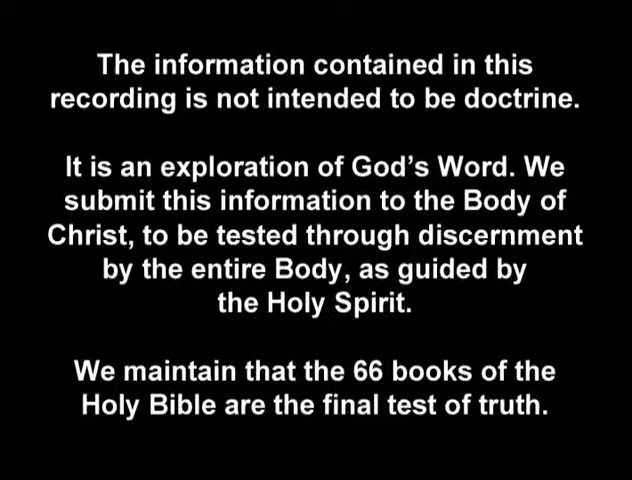 The information contained in this
recording is not intended to be doctrine.
It is an exploration of God's Word. We
submit this information to the Body of
Christ, to be tested through discernment
by the entire Body, as guided by
the Holy Spirit.
We maintain that the 66 books of the
Holy Bible are the final test of truth.